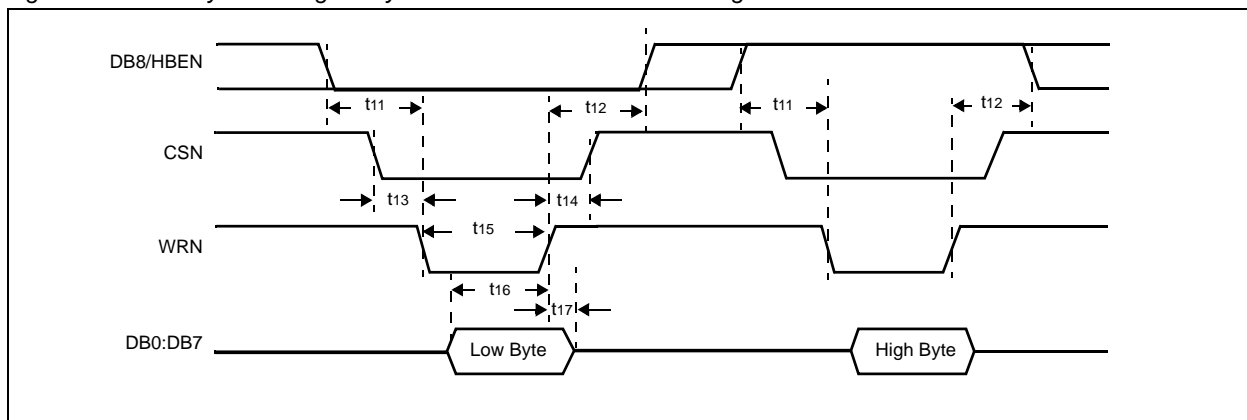 DB8/HBEN
t11 t12 t11 t12
CSN
t13 t14
t15
WRN
t16
t17
DB0:DB7 Low Byte High Byte